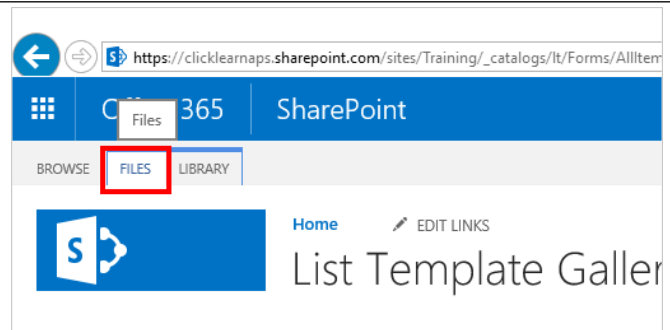 https://clicklearnaps.sharepoint.com/sites/Training/_catalogs/lt/Forms/AllItem
365 SharePoint
Files
BROWSE FILES LIBRARY
Home EDIT LINKS
S
List Template Galler